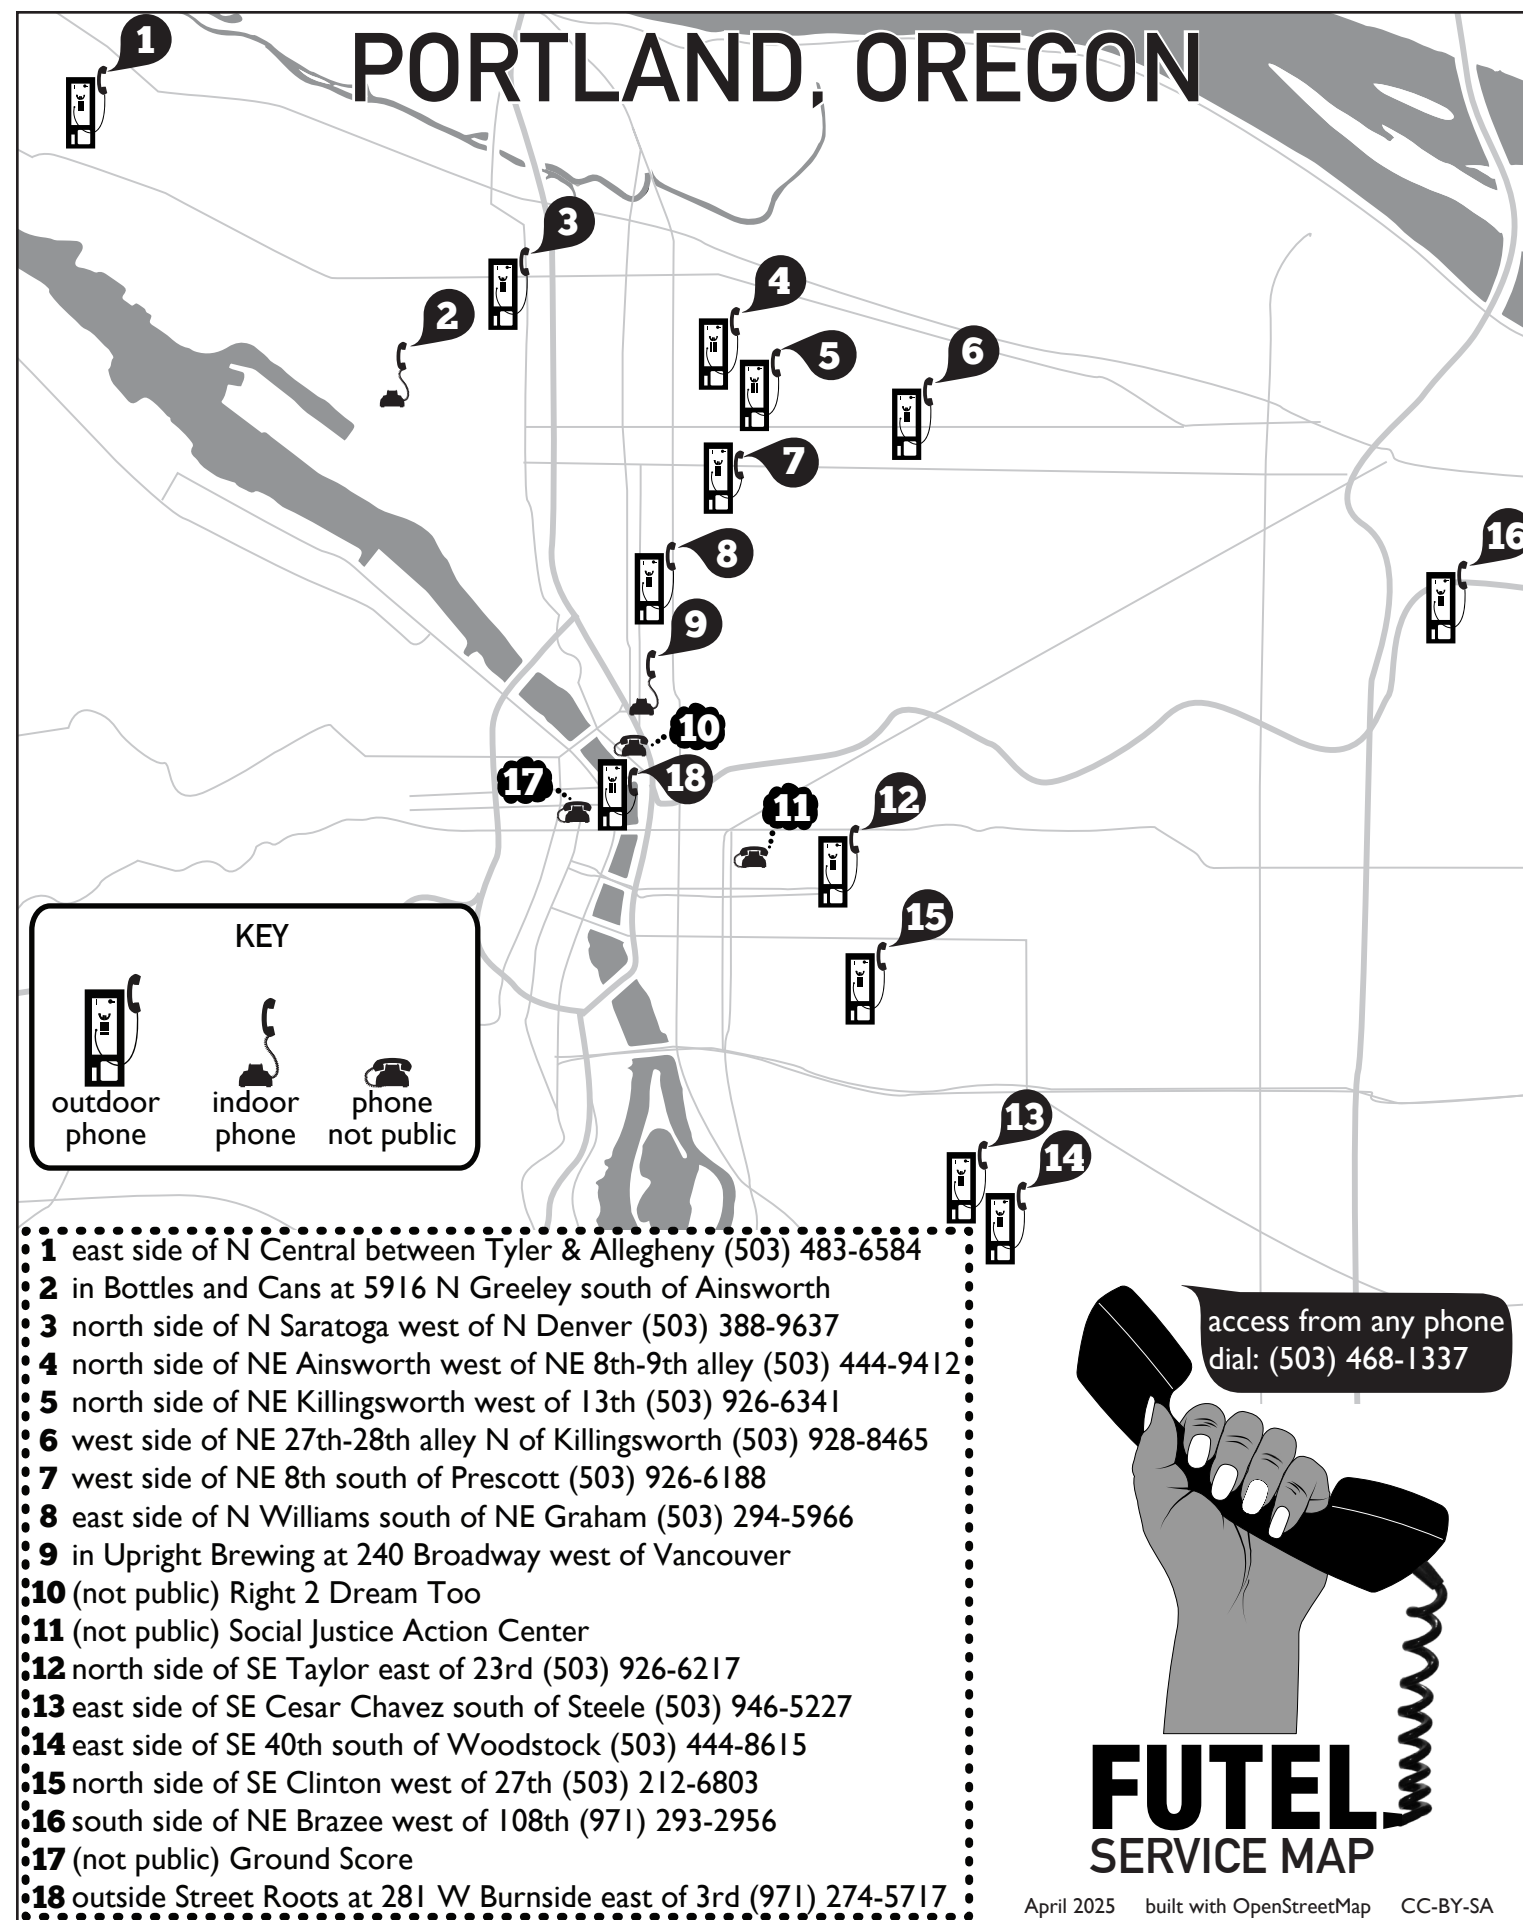 PORTLAND, OREGON
1
3
2
4
5
6
7
16
8
9
10
17
18
11
12
15
KEY
outdoor phone
indoor phone
phone not public
13
14
1 east side of N Central between Tyler & Allegheny (503) 483-6584
2 in Bottles and Cans at 5916 N Greeley south of Ainsworth
3 north side of N Saratoga west of N Denver (503) 388-9637
4 north side of NE Ainsworth west of NE 8th-9th alley (503) 444-9412
5 north side of NE Killingsworth west of 13th (503) 926-6341
6 west side of NE 27th-28th alley N of Killingsworth (503) 928-8465
7 west side of NE 8th south of Prescott (503) 926-6188
8 east side of N Williams south of NE Graham (503) 294-5966
9 in Upright Brewing at 240 Broadway west of Vancouver
10 (not public) Right 2 Dream Too
11 (not public) Social Justice Action Center
12 north side of SE Taylor east of 23rd (503) 926-6217
13 east side of SE Cesar Chavez south of Steele (503) 946-5227
14 east side of SE 40th south of Woodstock (503) 444-8615
15 north side of SE Clinton west of 27th (503) 212-6803
16 south side of NE Brazee west of 108th (971) 293-2956
17 (not public) Ground Score
18 outside Street Roots at 281 W Burnside east of 3rd (971) 274-5717
access from any phone
dial: (503) 468-1337
FUTEL
SERVICE MAP
April 2025 built with OpenStreetMap CC-BY-SA